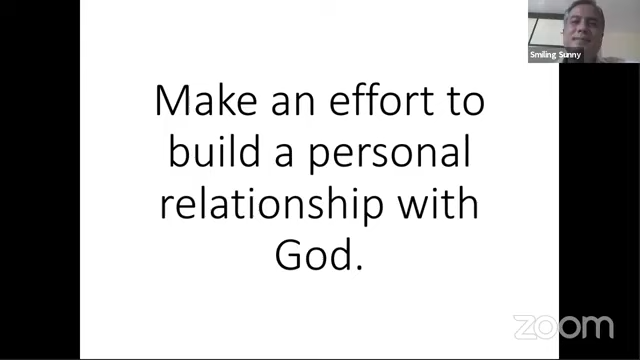 Smiling Sunny
Make an effort to
build a personal
relationship with
God.
zoom